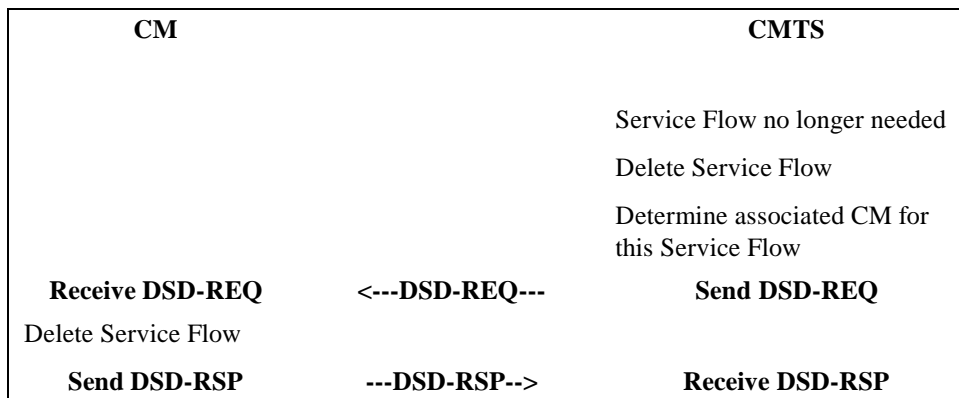 CM CMTS
Service Flow no longer needed
Delete Service Flow
Determine associated CM for
this Service Flow
Receive DSD-REQ <---DSD-REQ--- Send DSD-REQ
Delete Service Flow
Send DSD-RSP ---DSD-RSP--> Receive DSD-RSP